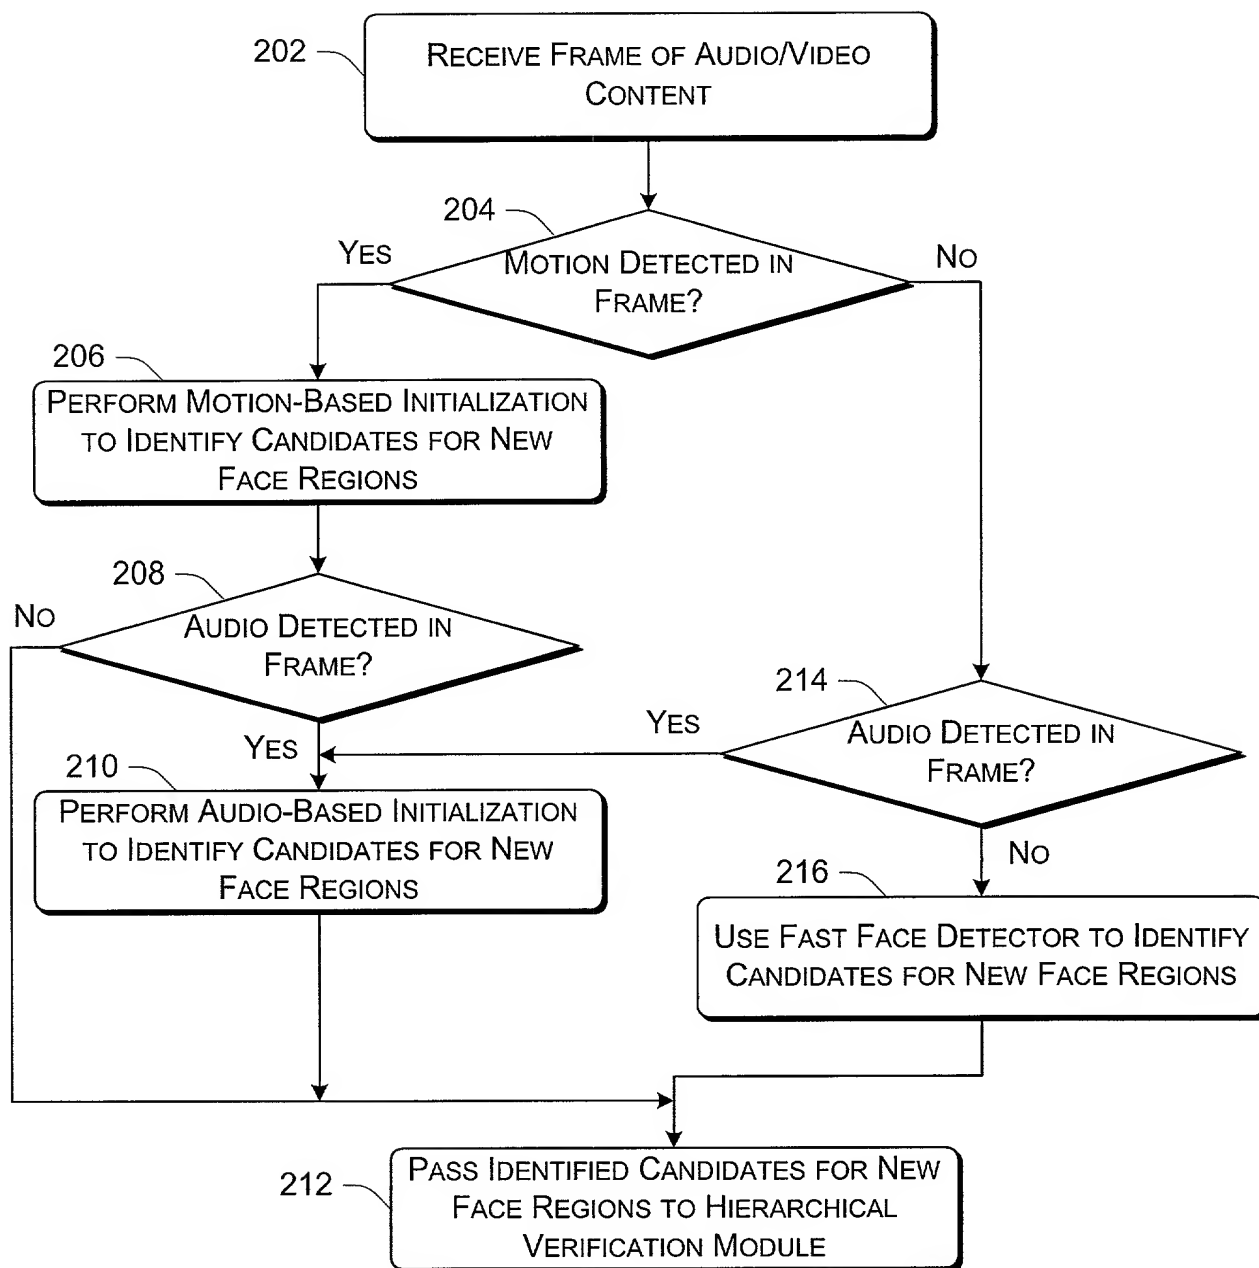 202
RECEIVE FRAME OF AUDIO/VIDEO
CONTENT
204
YES
NO
MOTION DETECTED IN
FRAME?
206
PERFORM MOTION-BASED INITIALIZATION
TO IDENTIFY CANDIDATES FOR NEW
FACE REGIONS
208
NO
AUDIO DETECTED IN
FRAME?
YES
214
YES
AUDIO DETECTED IN
FRAME?
NO
210
PERFORM AUDIO-BASED INITIALIZATION
TO IDENTIFY CANDIDATES FOR NEW
FACE REGIONS
216
USE FAST FACE DETECTOR TO IDENTIFY
CANDIDATES FOR NEW FACE REGIONS
212
PASS IDENTIFIED CANDIDATES FOR NEW
FACE REGIONS TO HIERARCHICAL
VERIFICATION MODULE